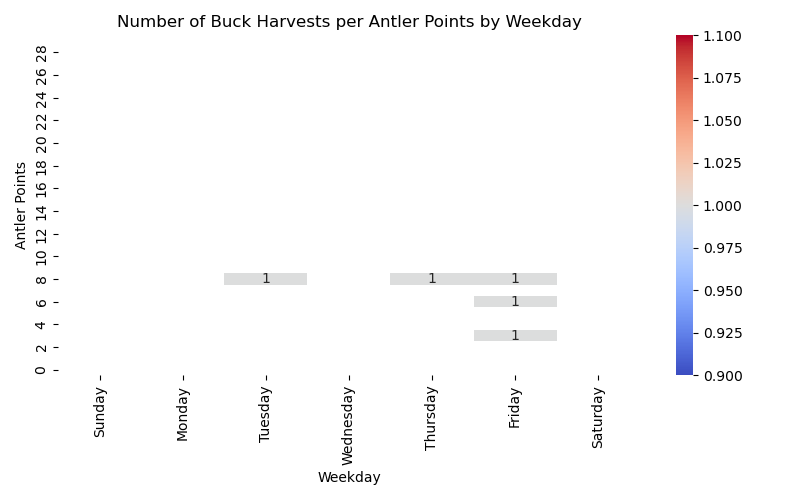 Number of Buck Harvests per Antler Points by Weekday
Antler Points
28
26
24
22
20
18
16
14
12
10
8
6
4
2
0
1 1 1
1
1
Sunday
Monday
Tuesday
Wednesday
Thursday
Friday
Saturday
Weekday
1.100
1.075
1.050
1.025
1.000
0.975
0.950
0.925
0.900